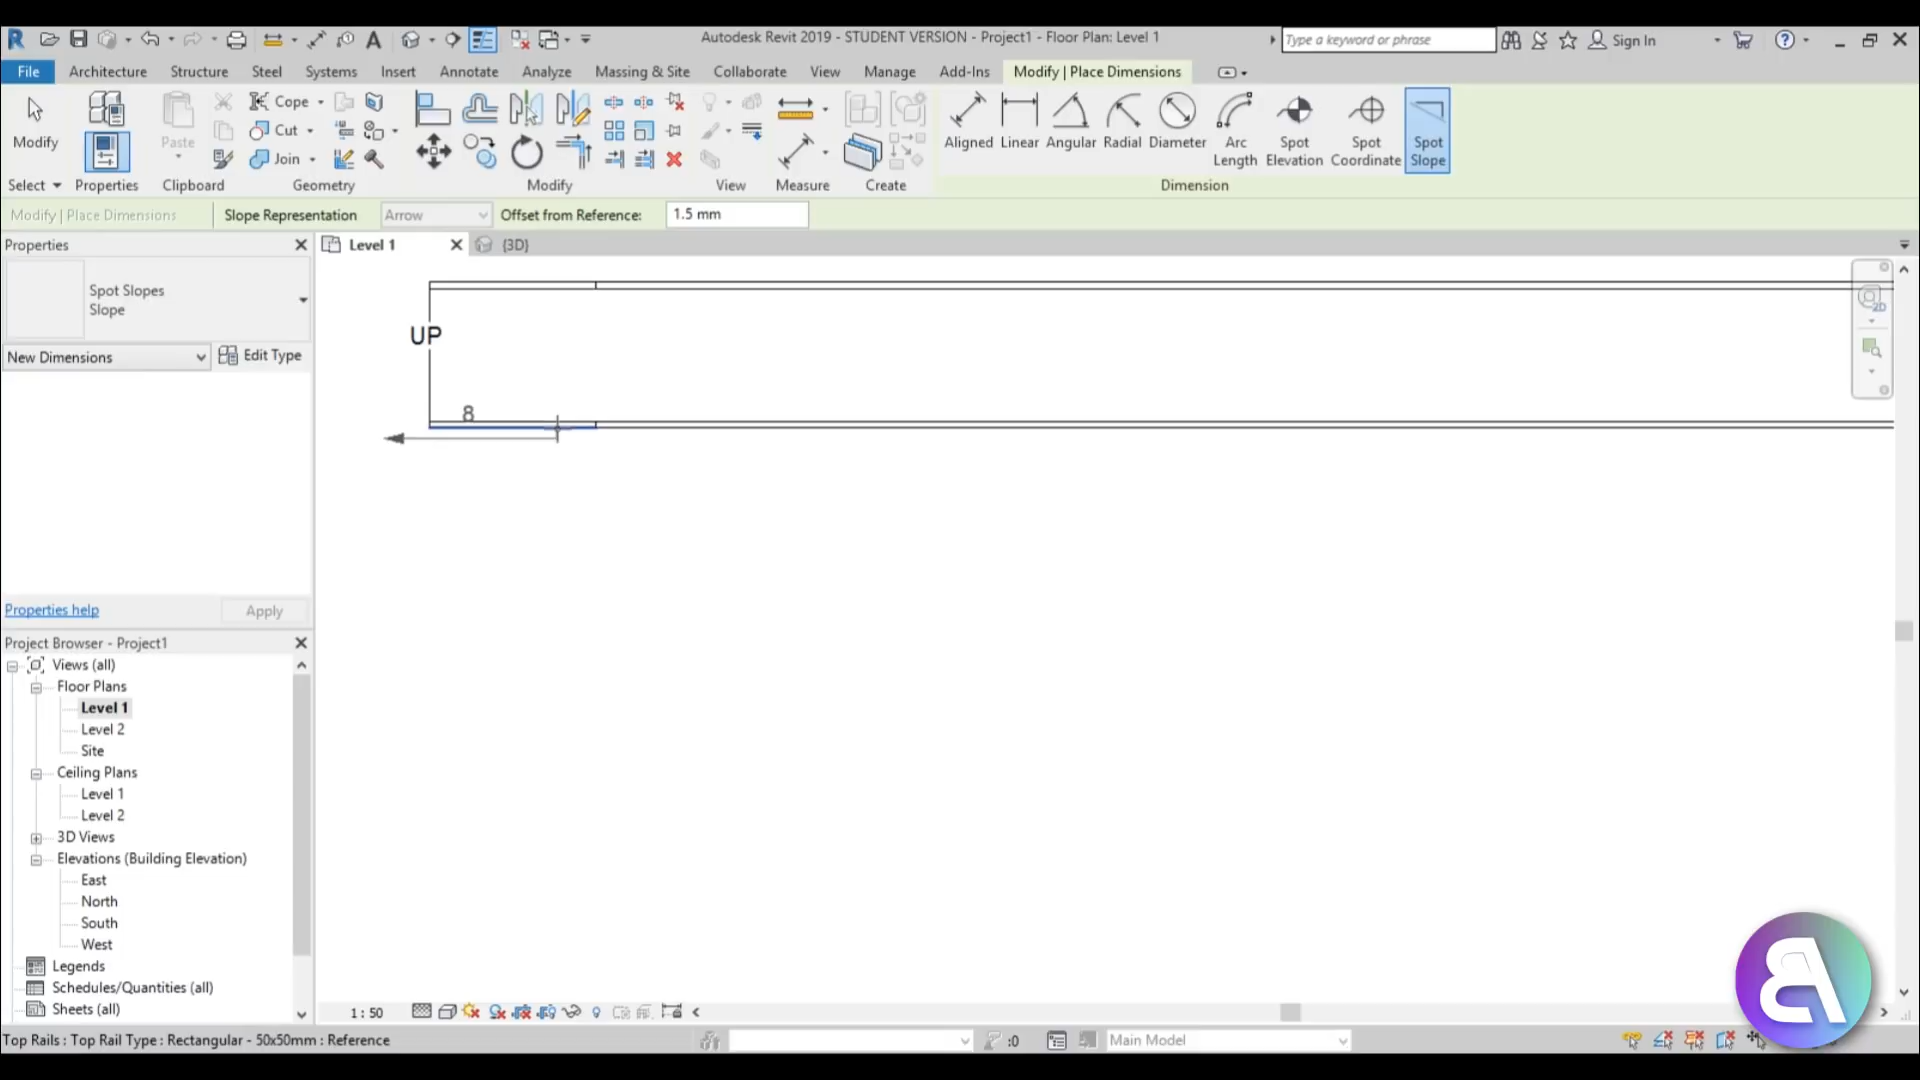 Autodesk Revit 2019 - STUDENT VERSION - Project1 - Floor Plan: Level 1
Type a keyword or phrase
Sign In
File Architecture Structure Steel Systems Insert Annotate Analyze Massing & Site Collaborate View Manage Add-Ins Modify | Place Dimensions
Modify
Paste
Cope
Cut
Join
Aligned Linear Angular Radial Diameter Arc Length Spot Elevation Spot Coordinate Spot Slope
Select Properties Clipboard Geometry Modify View Measure Create Dimension
Modify | Place Dimensions Slope Representation Arrow Offset from Reference: 1.5 mm
Properties
Level 1
{3D}
Spot Slopes
Slope
New Dimensions
Edit Type
UP
8
2D
Properties help
Apply
Project Browser - Project1
Views (all)
Floor Plans
Level 1
Level 2
Site
Ceiling Plans
Level 1
Level 2
3D Views
Elevations (Building Elevation)
East
North
South
West
Legends
Schedules/Quantities (all)
Sheets (all)
1 : 50
Top Rails : Top Rail Type : Rectangular - 50x50mm : Reference
:0
Main Model